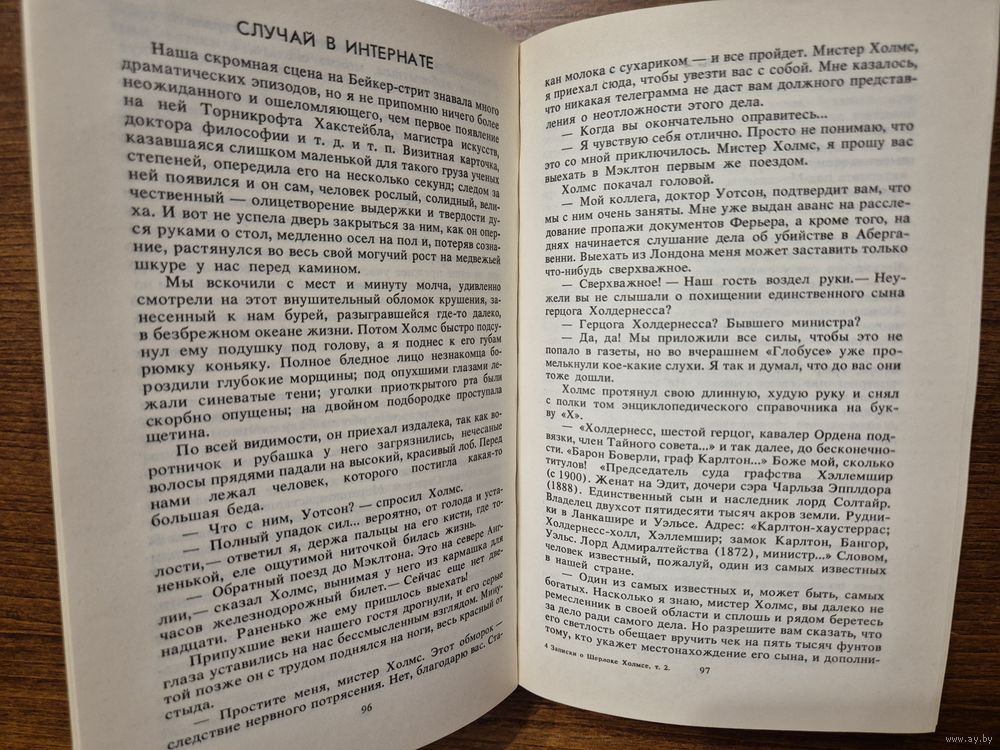 СЛУЧАЙ В ИНТЕРНАТЕ
Наша скромная сцена на Бейкер-стрит знавала много
драматических эпизодов, но я не припомню ничего более
неожиданного и ошеломляющего, чем первое появление
на ней Торникрофта Хакстейбла, магистра искусств,
доктора философии и т. д. и т. п. Визитная карточка,
казавшаяся слишком маленькой для такого груза ученых
степеней, опередила его на несколько секунд; следом за
ней появился и он сам, человек рослый, солидный, вели-
чественный — олицетворение выдержки и твердости ду-
ха. И вот не успела дверь закрыться за ним, как он опер-
ся руками о стол, медленно осел на пол и, потеряв созна-
ние, растянулся во весь свой могучий рост на медвежьей
шкуре у нас перед камином.
Мы вскочили с мест и минуту молча, удивленно
смотрели на этот внушительный обломок крушения, за-
несенный к нам бурей, разыгравшейся где-то далеко,
в безбрежном океане жизни. Потом Холмс быстро подсу-
нул ему подушку под голову, а я поднес к его губам
рюмку коньяку. Полное бледное лицо незнакомца бо-
роздили глубокие морщины; под опухшими глазами ле-
жали синеватые тени; уголки приоткрытого рта были
скорбно опущены; на двойном подбородке проступала
щетина.
По всей видимости, он приехал издалека, так как во-
ротничок и рубашка у него загрязнились, нечесаные
волосы прядями падали на высокий, красивый лоб. Перед
нами лежал человек, которого постигла какая-то
большая беда.
— Что с ним, Уотсон? — спросил Холмс.
— Полный упадок сил... вероятно, от голода и уста-
лости,— ответил я, держа пальцы на его кисти, где то-
ненькой, еле ощутимой ниточкой билась жизнь.
— Обратный поезд до Мэклтона. Это на севере Анг-
лии,— сказал Холмс, вынимая у него из кармашка для
часов железнодорожный билет.— Сейчас еще нет две-
надцати. Раненько же ему пришлось выехать!
Припухшие веки нашего гостя дрогнули, и его серые
глаза уставились на нас бессмысленным взглядом. Мину-
той позже он с трудом поднялся на ноги, весь красный от
стыда.
— Простите меня, мистер Холмс. Этот обморок —
следствие нервного потрясения. Нет, благодарю вас. Ста-
96
кан молока с сухариком — и все пройдет. Мистер Холмс,
я приехал сюда, чтобы увезти вас с собой. Мне казалось,
что никакая телеграмма не даст вам должного представ-
ления о неотложности этого дела.
— Когда вы окончательно оправитесь...
— Я чувствую себя отлично. Просто не понимаю, что
это со мной приключилось. Мистер Холмс, я прошу вас
выехать в Мэклтон первым же поездом.
Холмс покачал головой.
— Мой коллега, доктор Уотсон, подтвердит вам, что
мы с ним очень заняты. Мне уже выдан аванс на рассле-
дование пропажи документов Ферьера, а кроме того, на
днях начинается слушание дела об убийстве в Аберга-
венни. Выехать из Лондона меня может заставить только
что-нибудь сверхважное.
— Сверхважное! — Наш гость воздел руки.— Неу-
жели вы не слышали о похищении единственного сына
герцога Холдернесса?
— Герцога Холдернесса? Бывшего министра?
— Да, да! Мы приложили все силы, чтобы это не
попало в газеты, но во вчерашнем «Глобусе» уже про-
мелькнули кое-какие слухи. Я так и думал, что до вас они
тоже дошли.
Холмс протянул свою длинную, худую руку и снял
с полки том энциклопедического справочника на бук-
ву «Х».
— «Холдернесс, шестой герцог, кавалер Ордена под-
вязки, член Тайного совета...» и так далее, до бесконечно-
сти. «Барон Боверли, граф Карлтон...» Боже мой, сколько
титулов! «Председатель суда графства Хэллемшир
(с 1900). Женат на Эдит, дочери сэра Чарльза Эпплдора
(1888). Единственный сын и наследник лорд Солтайр.
Владелец двухсот пятидесяти тысяч акров земли. Рудни-
ки в Ланкашире и Уэльсе. Адрес: «Карлтон-хаустеррас;
Холдернесс-холл, Хэллемшир; замок Карлтон, Бангор,
Уэльс. Лорд Адмиралтейства (1872), министр...» Словом,
человек известный, пожалуй, один из самых известных
в нашей стране.
— Один из самых известных и, может быть, самых
богатых. Насколько я знаю, мистер Холмс, вы далеко не
ремесленник в своей области и сплошь и рядом беретесь
за дело ради самого дела. Но разрешите вам сказать, что
его светлость обещает вручить чек на пять тысяч фунтов
тому, кто укажет местонахождение его сына, и дополни-
4 Записки о Шерлоке Холмсе, т. 2.
97
www.ay.by